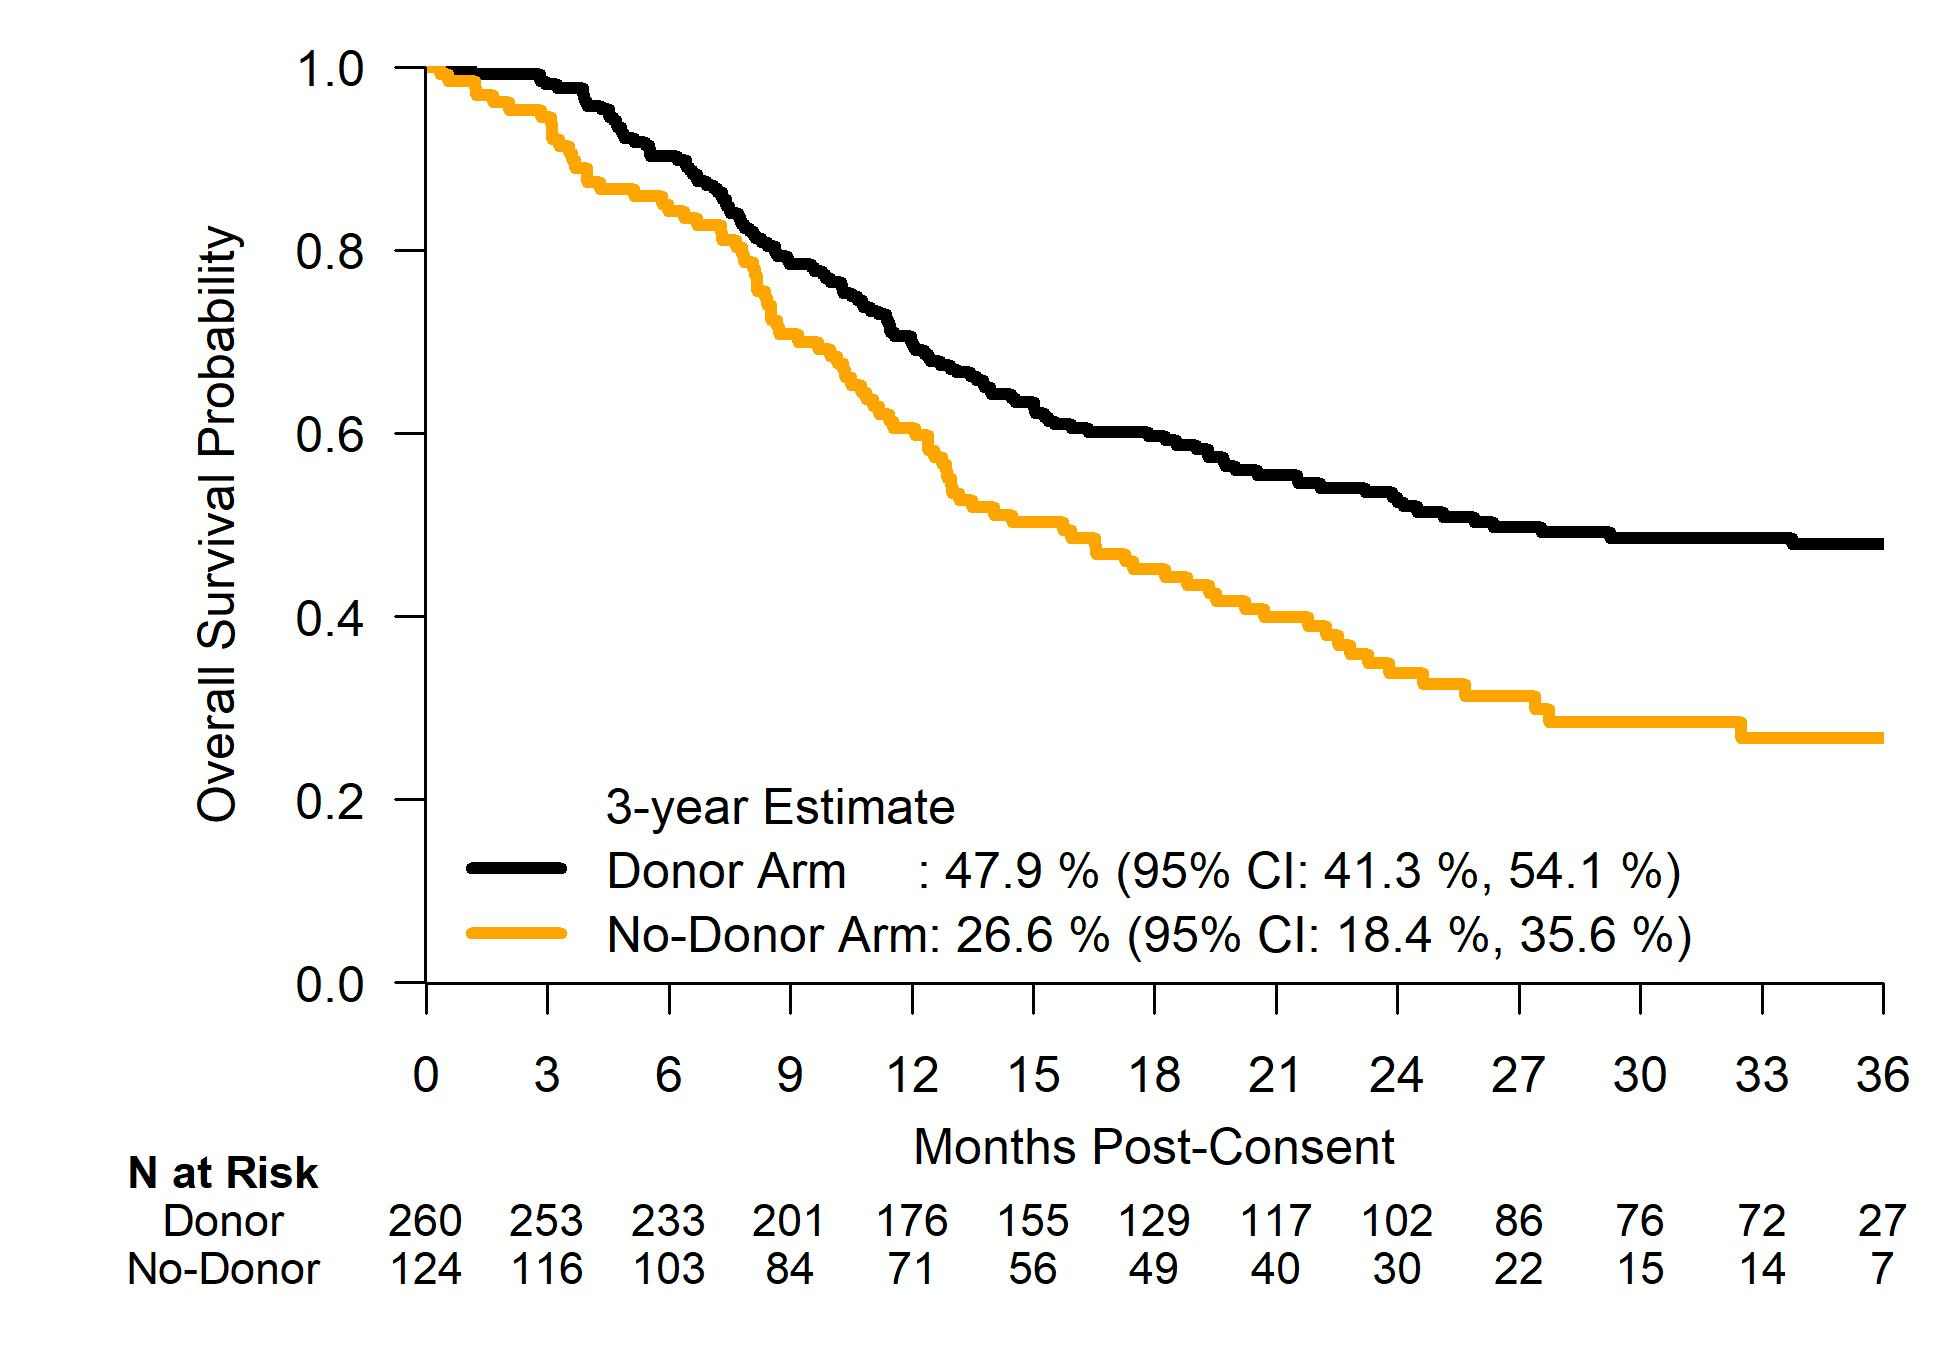 1.0
0.8
0.6
0.4
0.2
0.0
Overall Survival Probability
3-year Estimate
Donor Arm : 47.9 % (95% CI: 41.3 %, 54.1 %)
No-Donor Arm: 26.6 % (95% CI: 18.4 %, 35.6 %)
0 3 6 9 12 15 18 21 24 27 30 33 36
Months Post-Consent
N at Risk
Donor 260 253 233 201 176 155 129 117 102 86 76 72 27
No-Donor 124 116 103 84 71 56 49 40 30 22 15 14 7